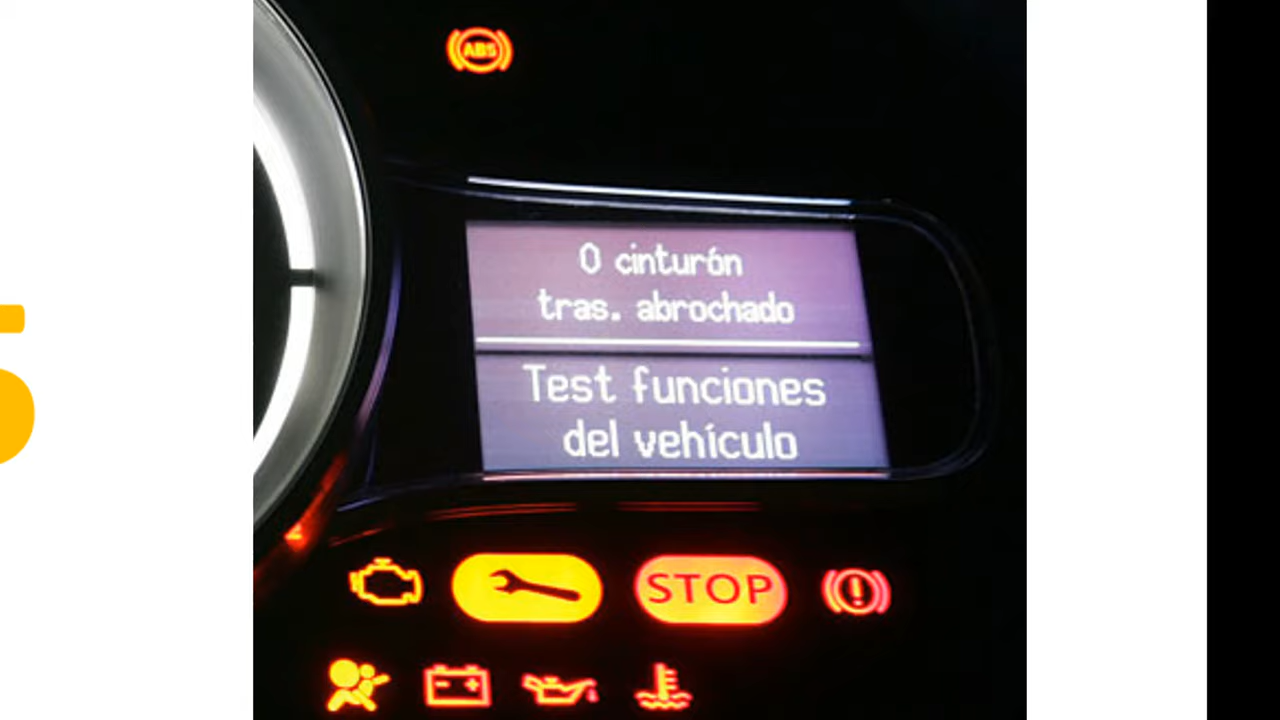 ABS
0 cinturón
tras. abrochado
Test funciones
del vehículo
STOP